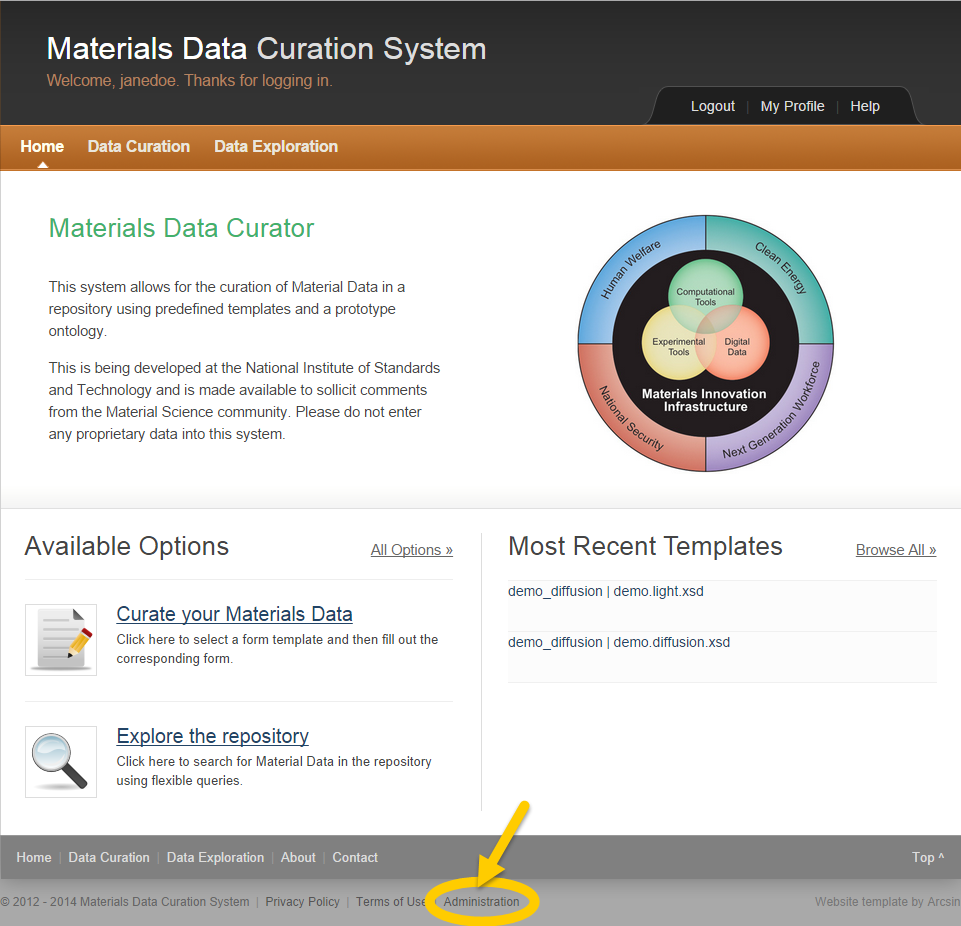 Materials Data Curation System
Welcome, janedoe. Thanks for logging in.
Logout | My Profile | Help
Home Data Curation Data Exploration
Materials Data Curator
This system allows for the curation of Material Data in a
repository using predefined templates and a prototype
ontology.
This is being developed at the National Institute of Standards
and Technology and is made available to sollicit comments
from the Material Science community. Please do not enter
any proprietary data into this system.
Human Welfare
Clean Energy
Computational
Tools
Experimental
Tools
Digital
Data
Materials Innovation
Infrastructure
National Security
Next Generation Workforce
Available Options
All Options »
Curate your Materials Data
Click here to select a form template and then fill out the
corresponding form.
Explore the repository
Click here to search for Material Data in the repository
using flexible queries.
Most Recent Templates
Browse All »
demo_diffusion | demo.light.xsd
demo_diffusion | demo.diffusion.xsd
Home | Data Curation | Data Exploration | About | Contact
Top ^
© 2012 - 2014 Materials Data Curation System | Privacy Policy | Terms of Use Administration
Website template by Arcsin